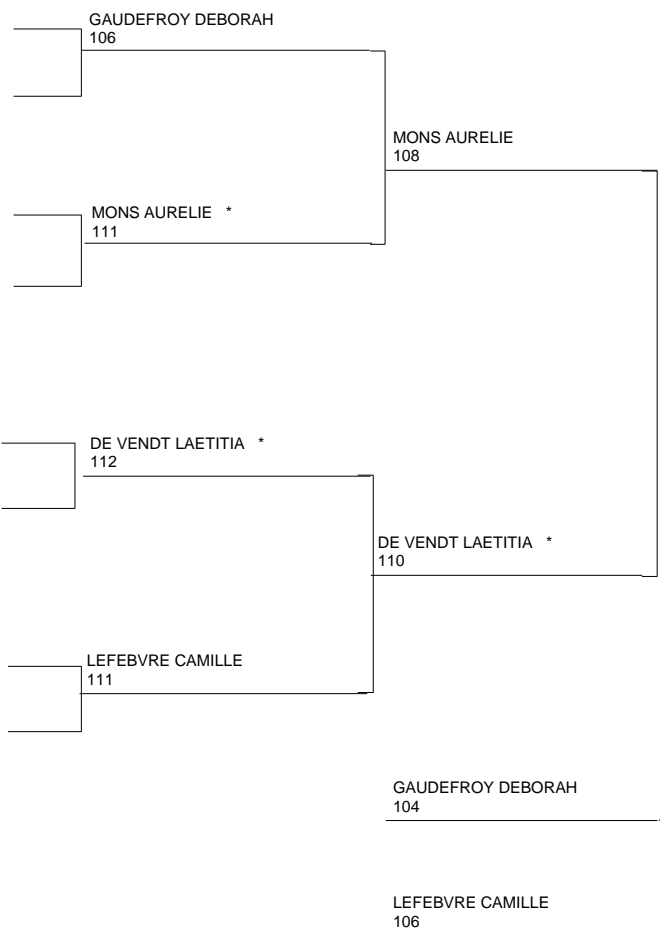 GAUDEFROY DEBORAH
106
MONS AURELIE
108
MONS AURELIE *
111
DE VENDT LAETITIA *
112
DE VENDT LAETITIA *
110
LEFEBVRE CAMILLE
111
GAUDEFROY DEBORAH
104
LEFEBVRE CAMILLE
106